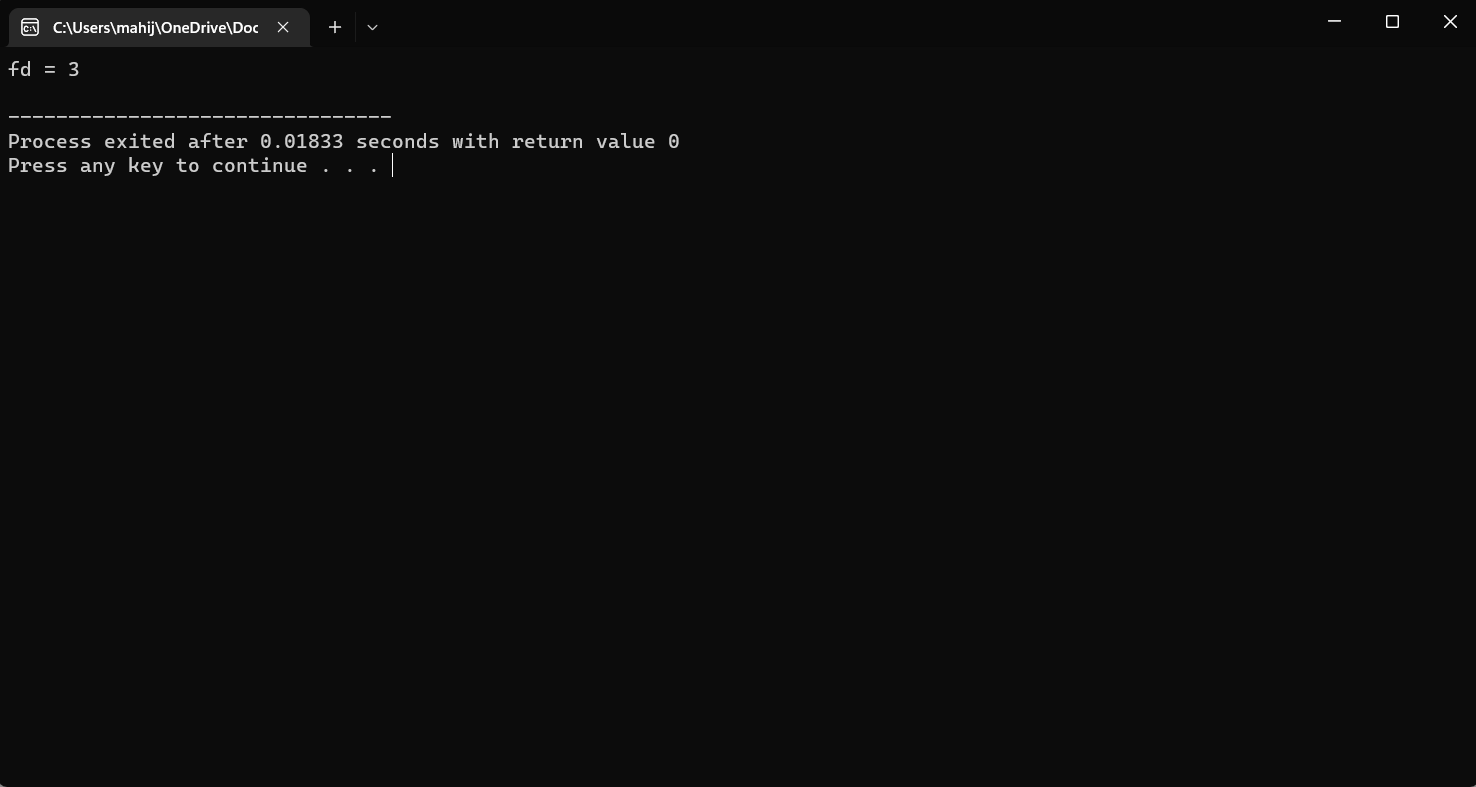 C:\Users\mahij\OneDrive\Doc
fd = 3
--------------------------------
Process exited after 0.01833 seconds with return value 0
Press any key to continue . . .